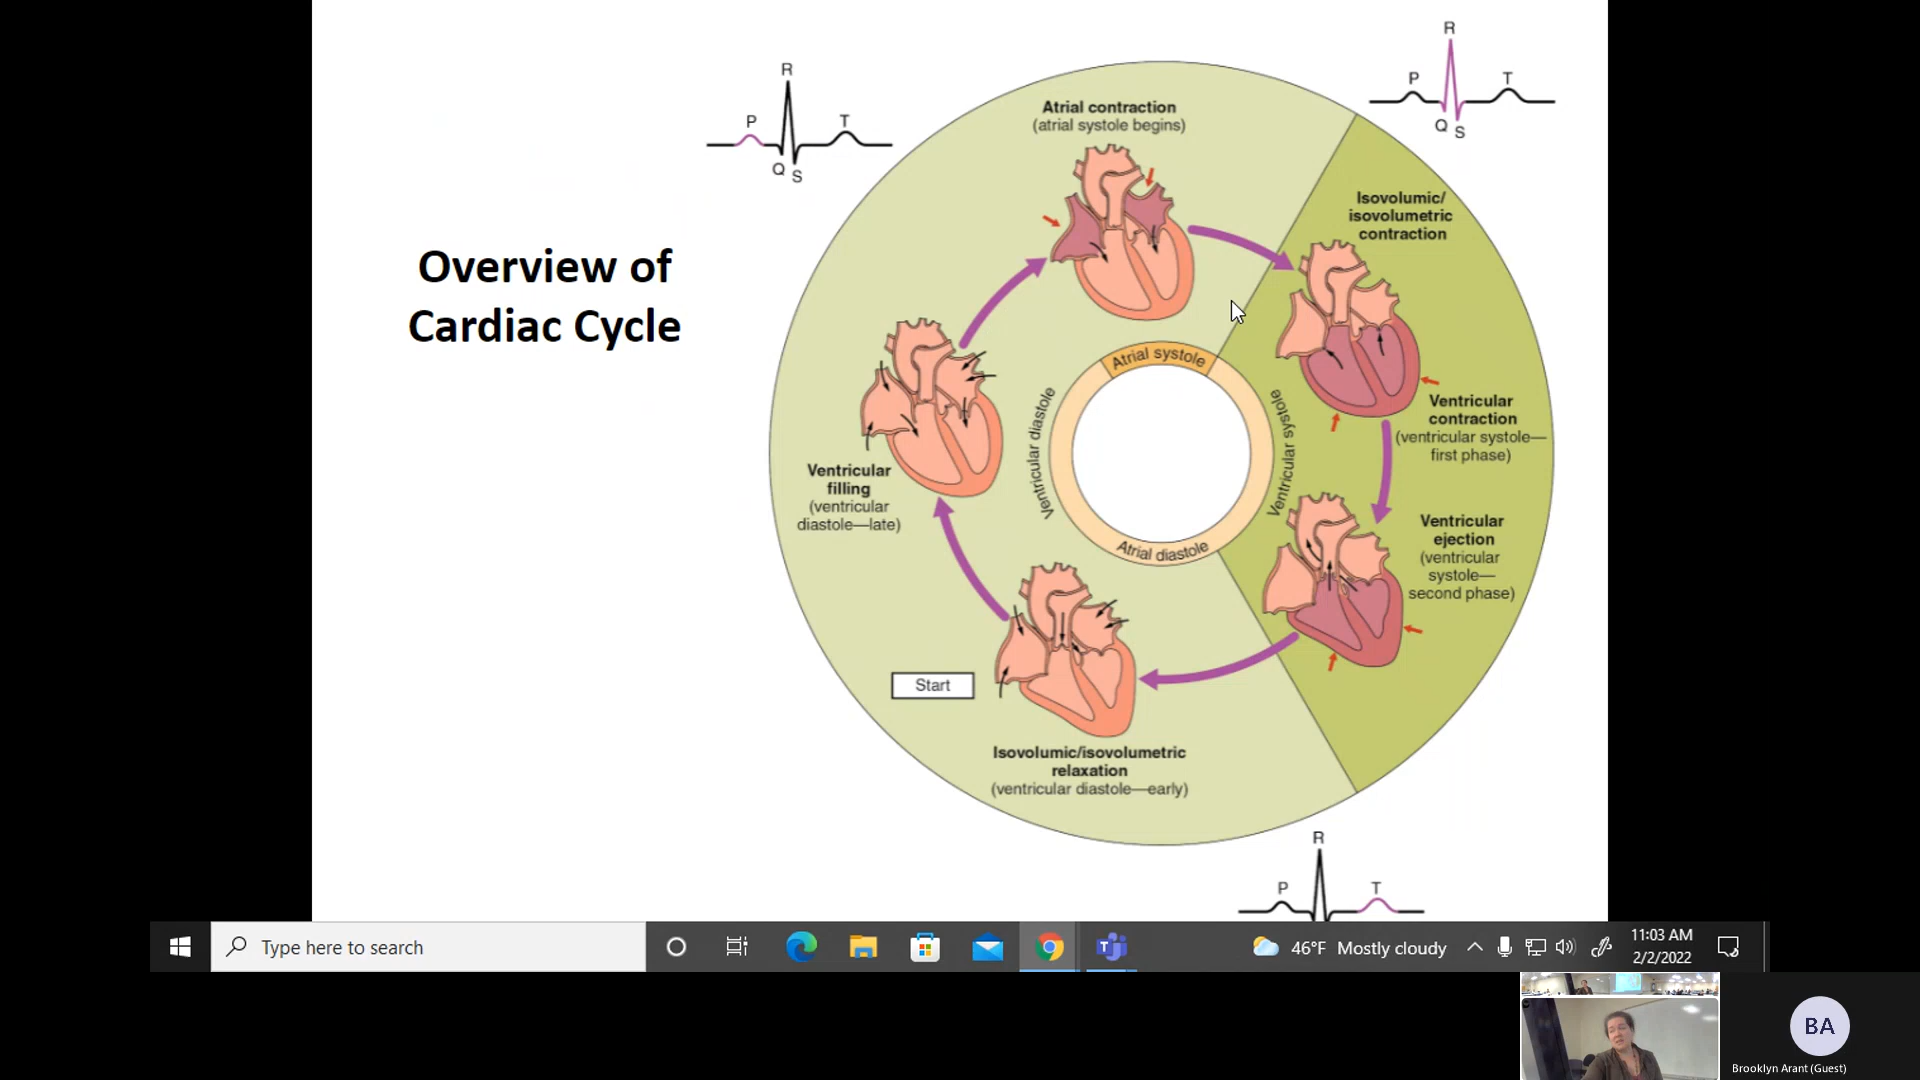 Overview of
Cardiac Cycle
R
P
T
Q
S
R
P
T
Q
S
Atrial contraction
(atrial systole begins)
Isovolumic/
isovolumetric
contraction
Ventricular
contraction
(ventricular systole—
first phase)
Ventricular
ejection
(ventricular
systole—
second phase)
Isovolumic/isovolumetric
relaxation
(ventricular diastole—early)
Start
Ventricular
filling
(ventricular
diastole—late)
Atrial systole
Ventricular diastole
Ventricular systole
Atrial diastole
R
P
T
Type here to search
46°F Mostly cloudy
11:03 AM
2/2/2022
BA
Brooklyn Arant (Guest)